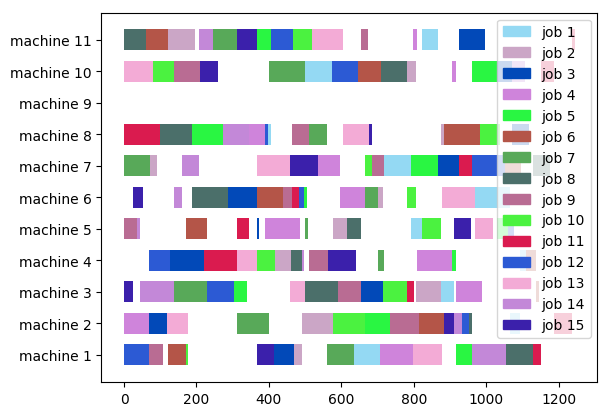 machine 11
machine 10
machine 9
machine 8
machine 7
machine 6
machine 5
machine 4
machine 3
machine 2
machine 1
0 200 400 600 800 1000 1200
job 1
job 2
job 3
job 4
job 5
job 6
job 7
job 8
job 9
job 10
job 11
job 12
job 13
job 14
job 15